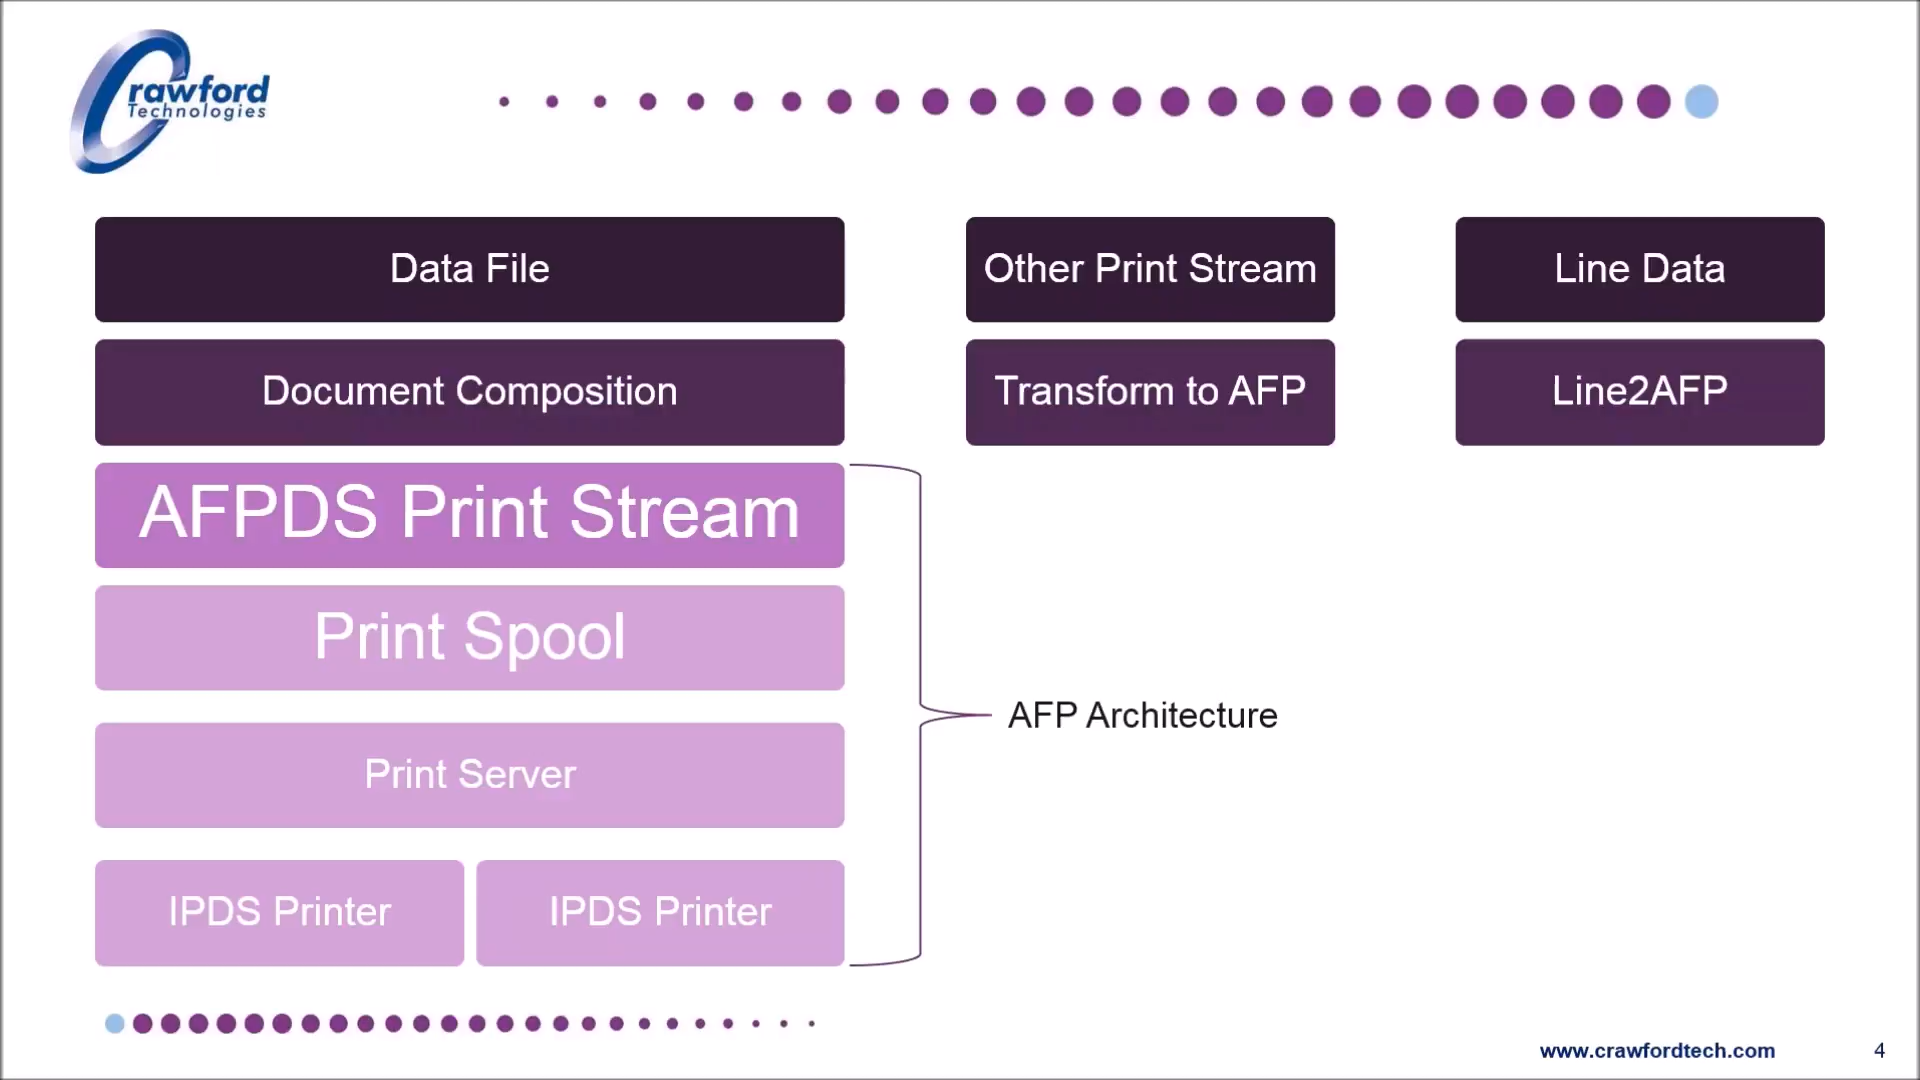 Crawford
Technologies
Data File
Other Print Stream
Line Data
Document Composition
Transform to AFP
Line2AFP
AFPDS Print Stream
Print Spool
AFP Architecture
Print Server
IPDS Printer
IPDS Printer
www.crawfordtech.com
4